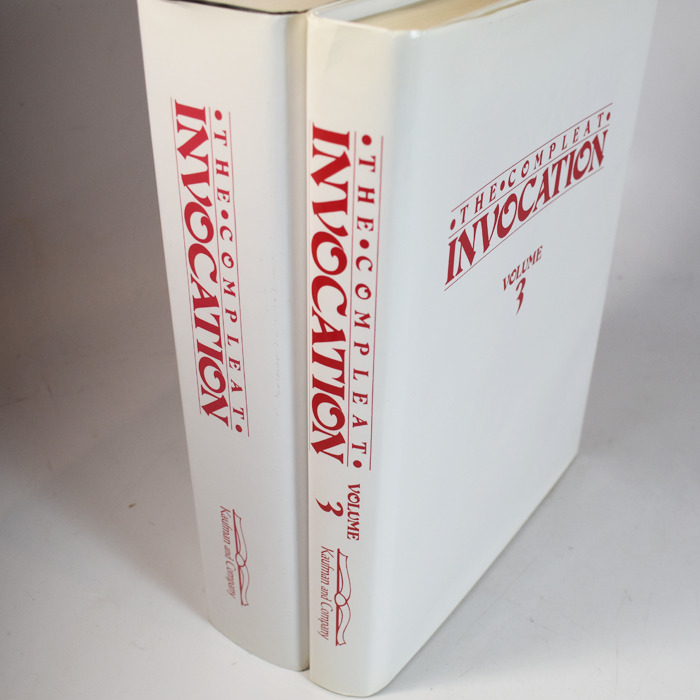 •THE•COMPLEAT•
INVOCATION
Kaufman and Company
•THE•COMPLEAT•
INVOCATION
VOLUME
3
Kaufman and Company
•THE•COMPLEAT•
INVOCATION
VOLUME
3